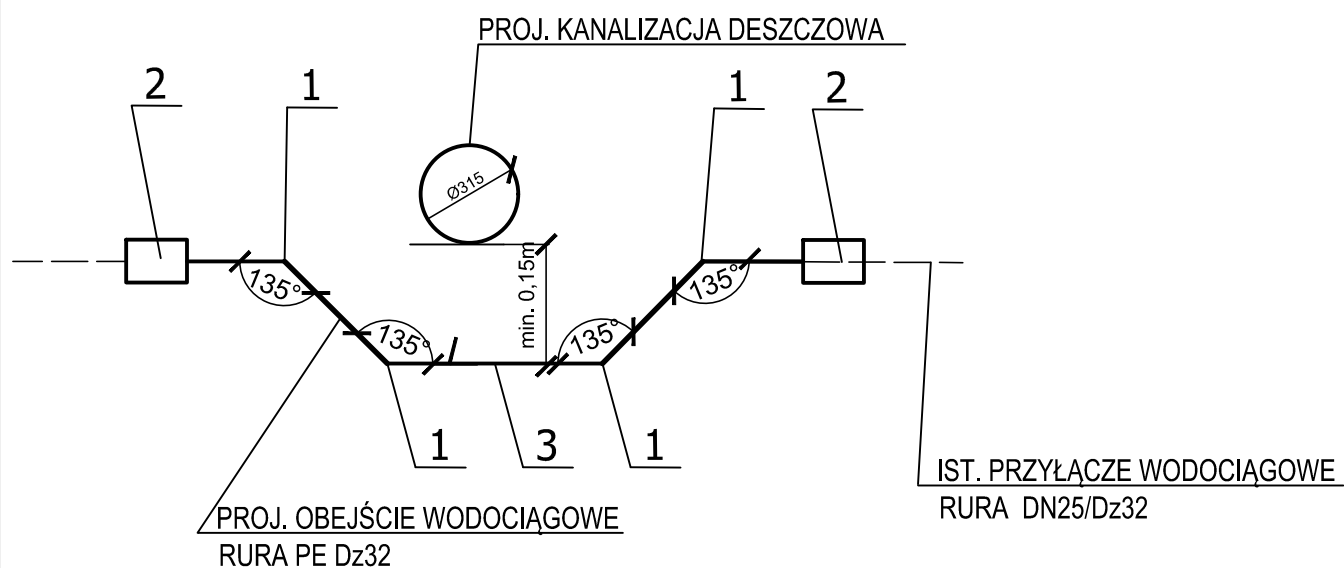 PROJ. KANALIZACJA DESZCZOWA
2
1
1
2
Ø315
min. 0,15m
135°
135°
135°
135°
1
3
1
PROJ. OBEJŚCIE WODOCIĄGOWE
RURA PE Dz32
IST. PRZYŁĄCZE WODOCIĄGOWE
RURA DN25/Dz32